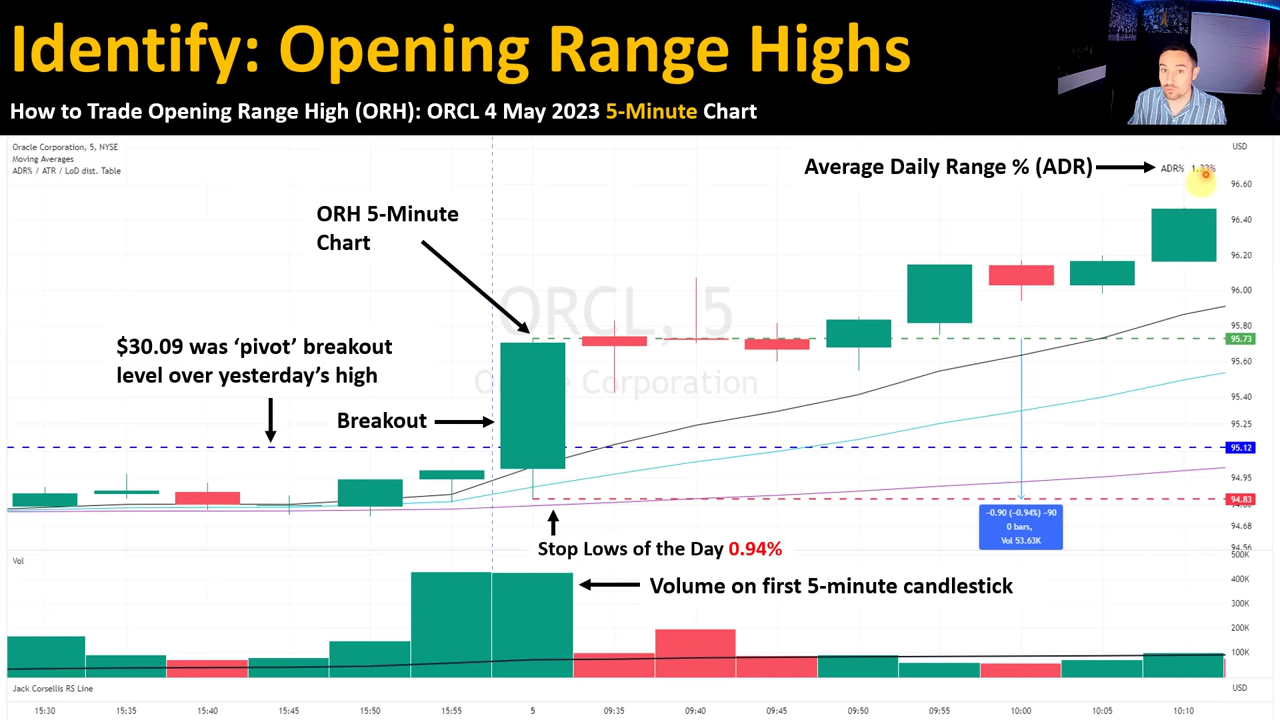 Identify: Opening Range Highs
How to Trade Opening Range High (ORH): ORCL 4 May 2023 5-Minute Chart
Oracle Corporation, 5, NYSE
Moving Averages
ADR% / ATR / LoD dist. Table
Average Daily Range % (ADR)
ADR%
USD
96.60
ORH 5-Minute
Chart
96.40
96.20
96.00
ORCL, 5
Oracle Corporation
95.80
95.73
95.60
$30.09 was ‘pivot’ breakout
level over yesterday’s high
95.40
Breakout
95.25
95.12
94.95
94.83
94.68
94.56
-0.90 (-0.94%) -90
0 bars,
Vol 53.63K
Stop Lows of the Day 0.94%
Vol
500K
Volume on first 5-minute candlestick
400K
300K
200K
100K
Jack Corsellis RS Line
USD
15:30 15:35 15:40 15:45 15:50 15:55 5 09:35 09:40 09:45 09:50 09:55 10:00 10:05 10:10